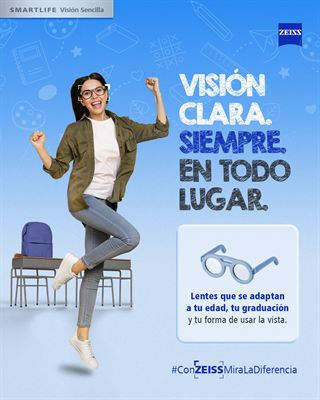 SMARTLIFE Visión Sencilla
ZEISS
VISIÓN
CLARA.
SIEMPRE.
EN TODO
LUGAR.
Lentes que se adaptan
a tu edad, tu graduación
y tu forma de usar la vista.
#ConZEISSMiraLaDiferencia